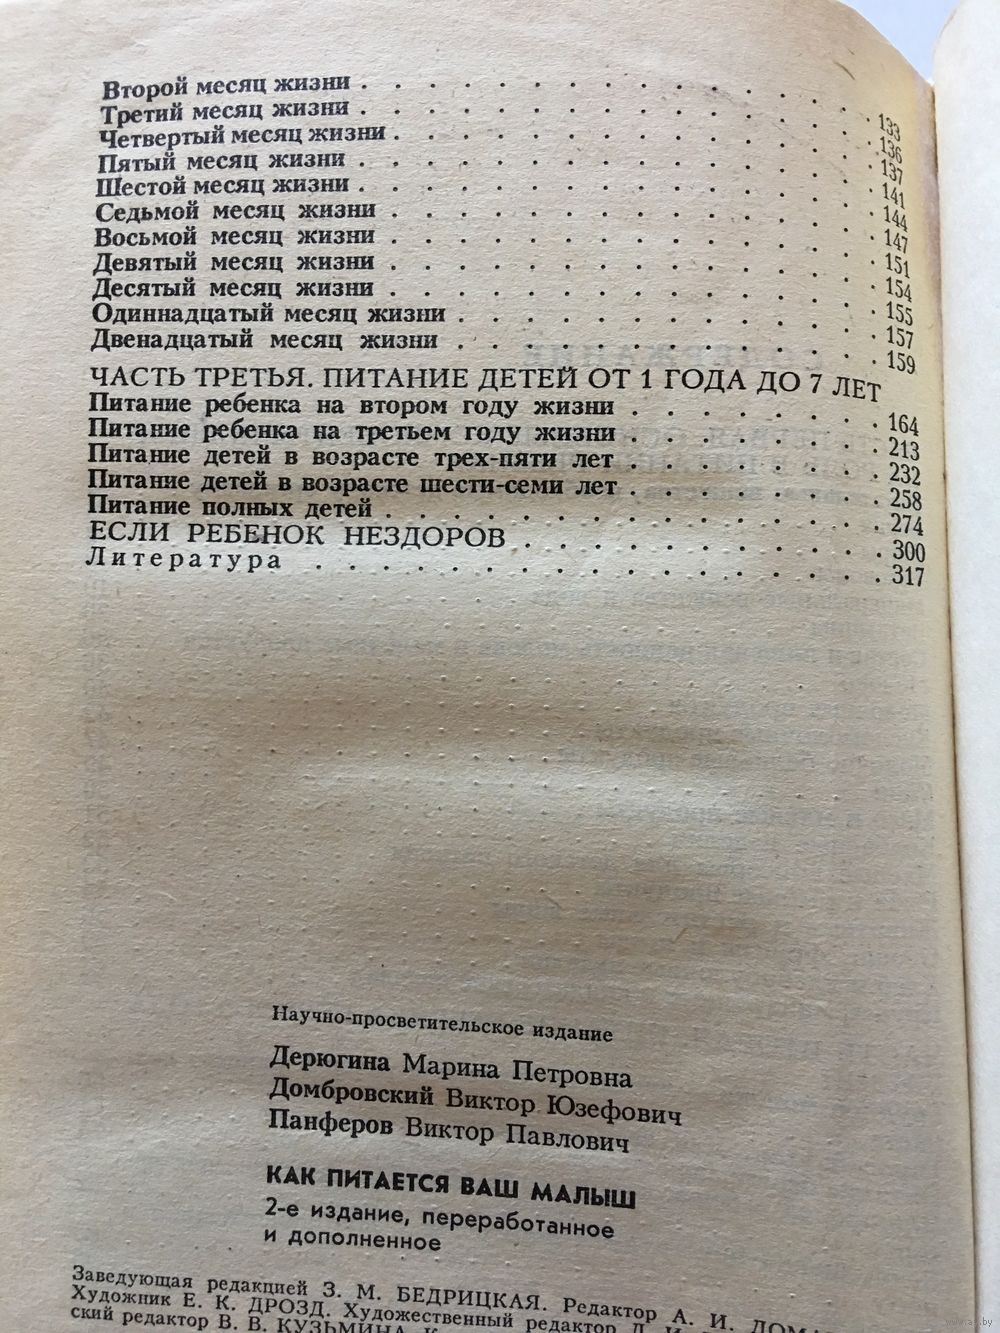 Второй месяц жизни . . . . . . . . . . . . . 133
Третий месяц жизни . . . . . . . . . . . . . 136
Четвертый месяц жизни . . . . . . . . . . . . 137
Пятый месяц жизни . . . . . . . . . . . . . 141
Шестой месяц жизни . . . . . . . . . . . . . 144
Седьмой месяц жизни . . . . . . . . . . . . 147
Восьмой месяц жизни . . . . . . . . . . . . 151
Девятый месяц жизни . . . . . . . . . . . . 154
Десятый месяц жизни . . . . . . . . . . . . 155
Одиннадцатый месяц жизни . . . . . . . . . . 157
Двенадцатый месяц жизни . . . . . . . . . . 159
ЧАСТЬ ТРЕТЬЯ. ПИТАНИЕ ДЕТЕЙ ОТ 1 ГОДА ДО 7 ЛЕТ
Питание ребенка на втором году жизни . . . . . . . 164
Питание ребенка на третьем году жизни . . . . . . . 213
Питание детей в возрасте трех-пяти лет . . . . . . . 232
Питание детей в возрасте шести-семи лет . . . . . . . 258
Питание полных детей . . . . . . . . . . . . 274
ЕСЛИ РЕБЕНОК НЕЗДОРОВ . . . . . . . . . . 300
Литература . . . . . . . . . . . . . . 317
Научно-просветительское издание
Дерюгина Марина Петровна
Домбровский Виктор Юзефович
Панферов Виктор Павлович
КАК ПИТАЕТСЯ ВАШ МАЛЫШ
2-е издание, переработанное
и дополненное
Заведующая редакцией З. М. БЕДРИЦКАЯ. Редактор А. И.
Художник Е. К. ДРОЗД. Художественный редактор
ский редактор В. В. КУЗЬМИНА.
www.ay.by